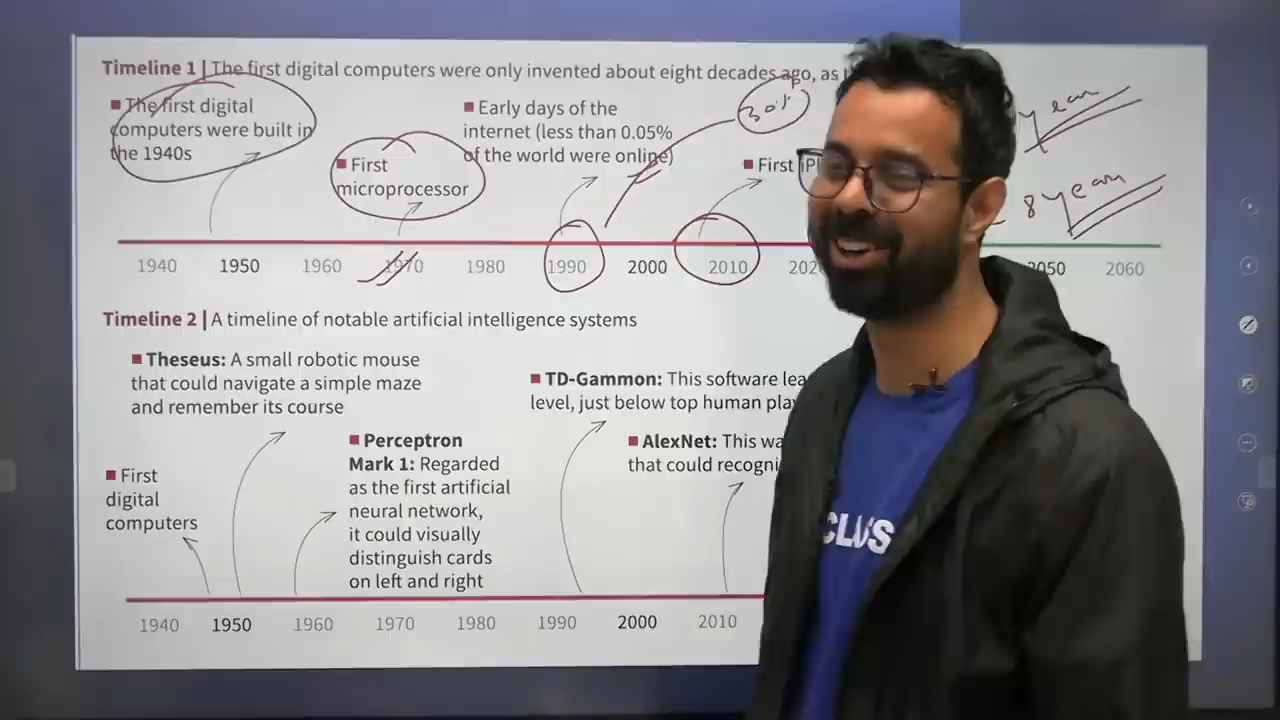 Timeline 1 | The first digital computers were only invented about eight decades ago, as
■ The first digital
computers were built in
the 1940s
■ First
microprocessor
■ Early days of the
internet (less than 0.05%
of the world were online)
30%
■ First iP
year
8 year
1940 1950 1960 1970 1980 1990 2000 2010 202 2050 2060
Timeline 2 | A timeline of notable artificial intelligence systems
■ Theseus: A small robotic mouse
that could navigate a simple maze
and remember its course
■ First
digital
computers
■ Perceptron
Mark 1: Regarded
as the first artificial
neural network,
it could visually
distinguish cards
on left and right
■ TD-Gammon: This software lea
level, just below top human pla
■ AlexNet: This wa
that could recogni
1940 1950 1960 1970 1980 1990 2000 2010
CLASS